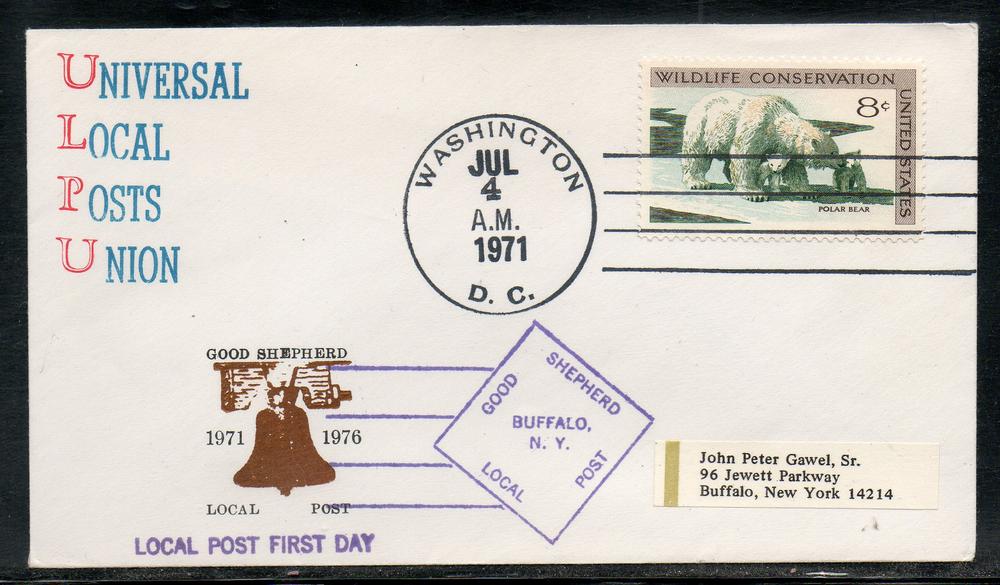 UNIVERSAL
LOCAL
POSTS
UNION
WASHINGTON
JUL
4
A.M.
1971
D. C.
WILDLIFE CONSERVATION
8¢
UNITED STATES
POLAR BEAR
GOOD SHEPHERD
1971 1976
LOCAL POST
LOCAL POST FIRST DAY
GOOD SHEPHERD
BUFFALO,
N. Y.
LOCAL POST
John Peter Gawel, Sr.
96 Jewett Parkway
Buffalo, New York 14214